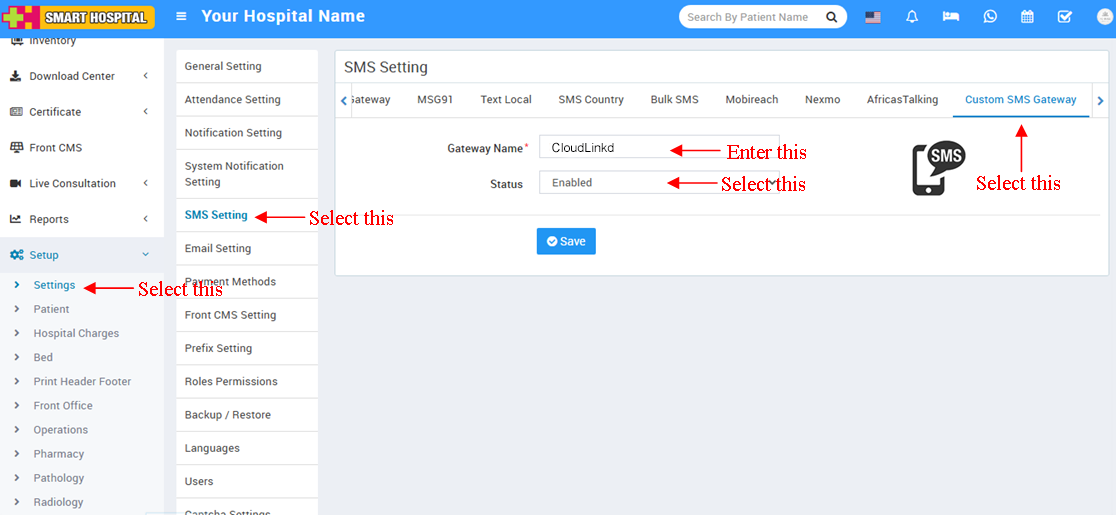 SMART HOSPITAL
Your Hospital Name
Search By Patient Name
Inventory
Download Center
Certificate
Front CMS
Live Consultation
Reports
Setup
Settings
Select this
Patient
Hospital Charges
Bed
Print Header Footer
Front Office
Operations
Pharmacy
Pathology
Radiology
General Setting
Attendance Setting
Notification Setting
System Notification
Setting
SMS Setting
Select this
Email Setting
Payment Methods
Front CMS Setting
Prefix Setting
Roles Permissions
Backup / Restore
Languages
Users
Captcha Settings
SMS Setting
Gateway MSG91 Text Local SMS Country Bulk SMS Mobireach Nexmo AfricasTalking Custom SMS Gateway
Gateway Name* CloudLinkd Enter this
Status Enabled Select this
SMS
Select this
Save